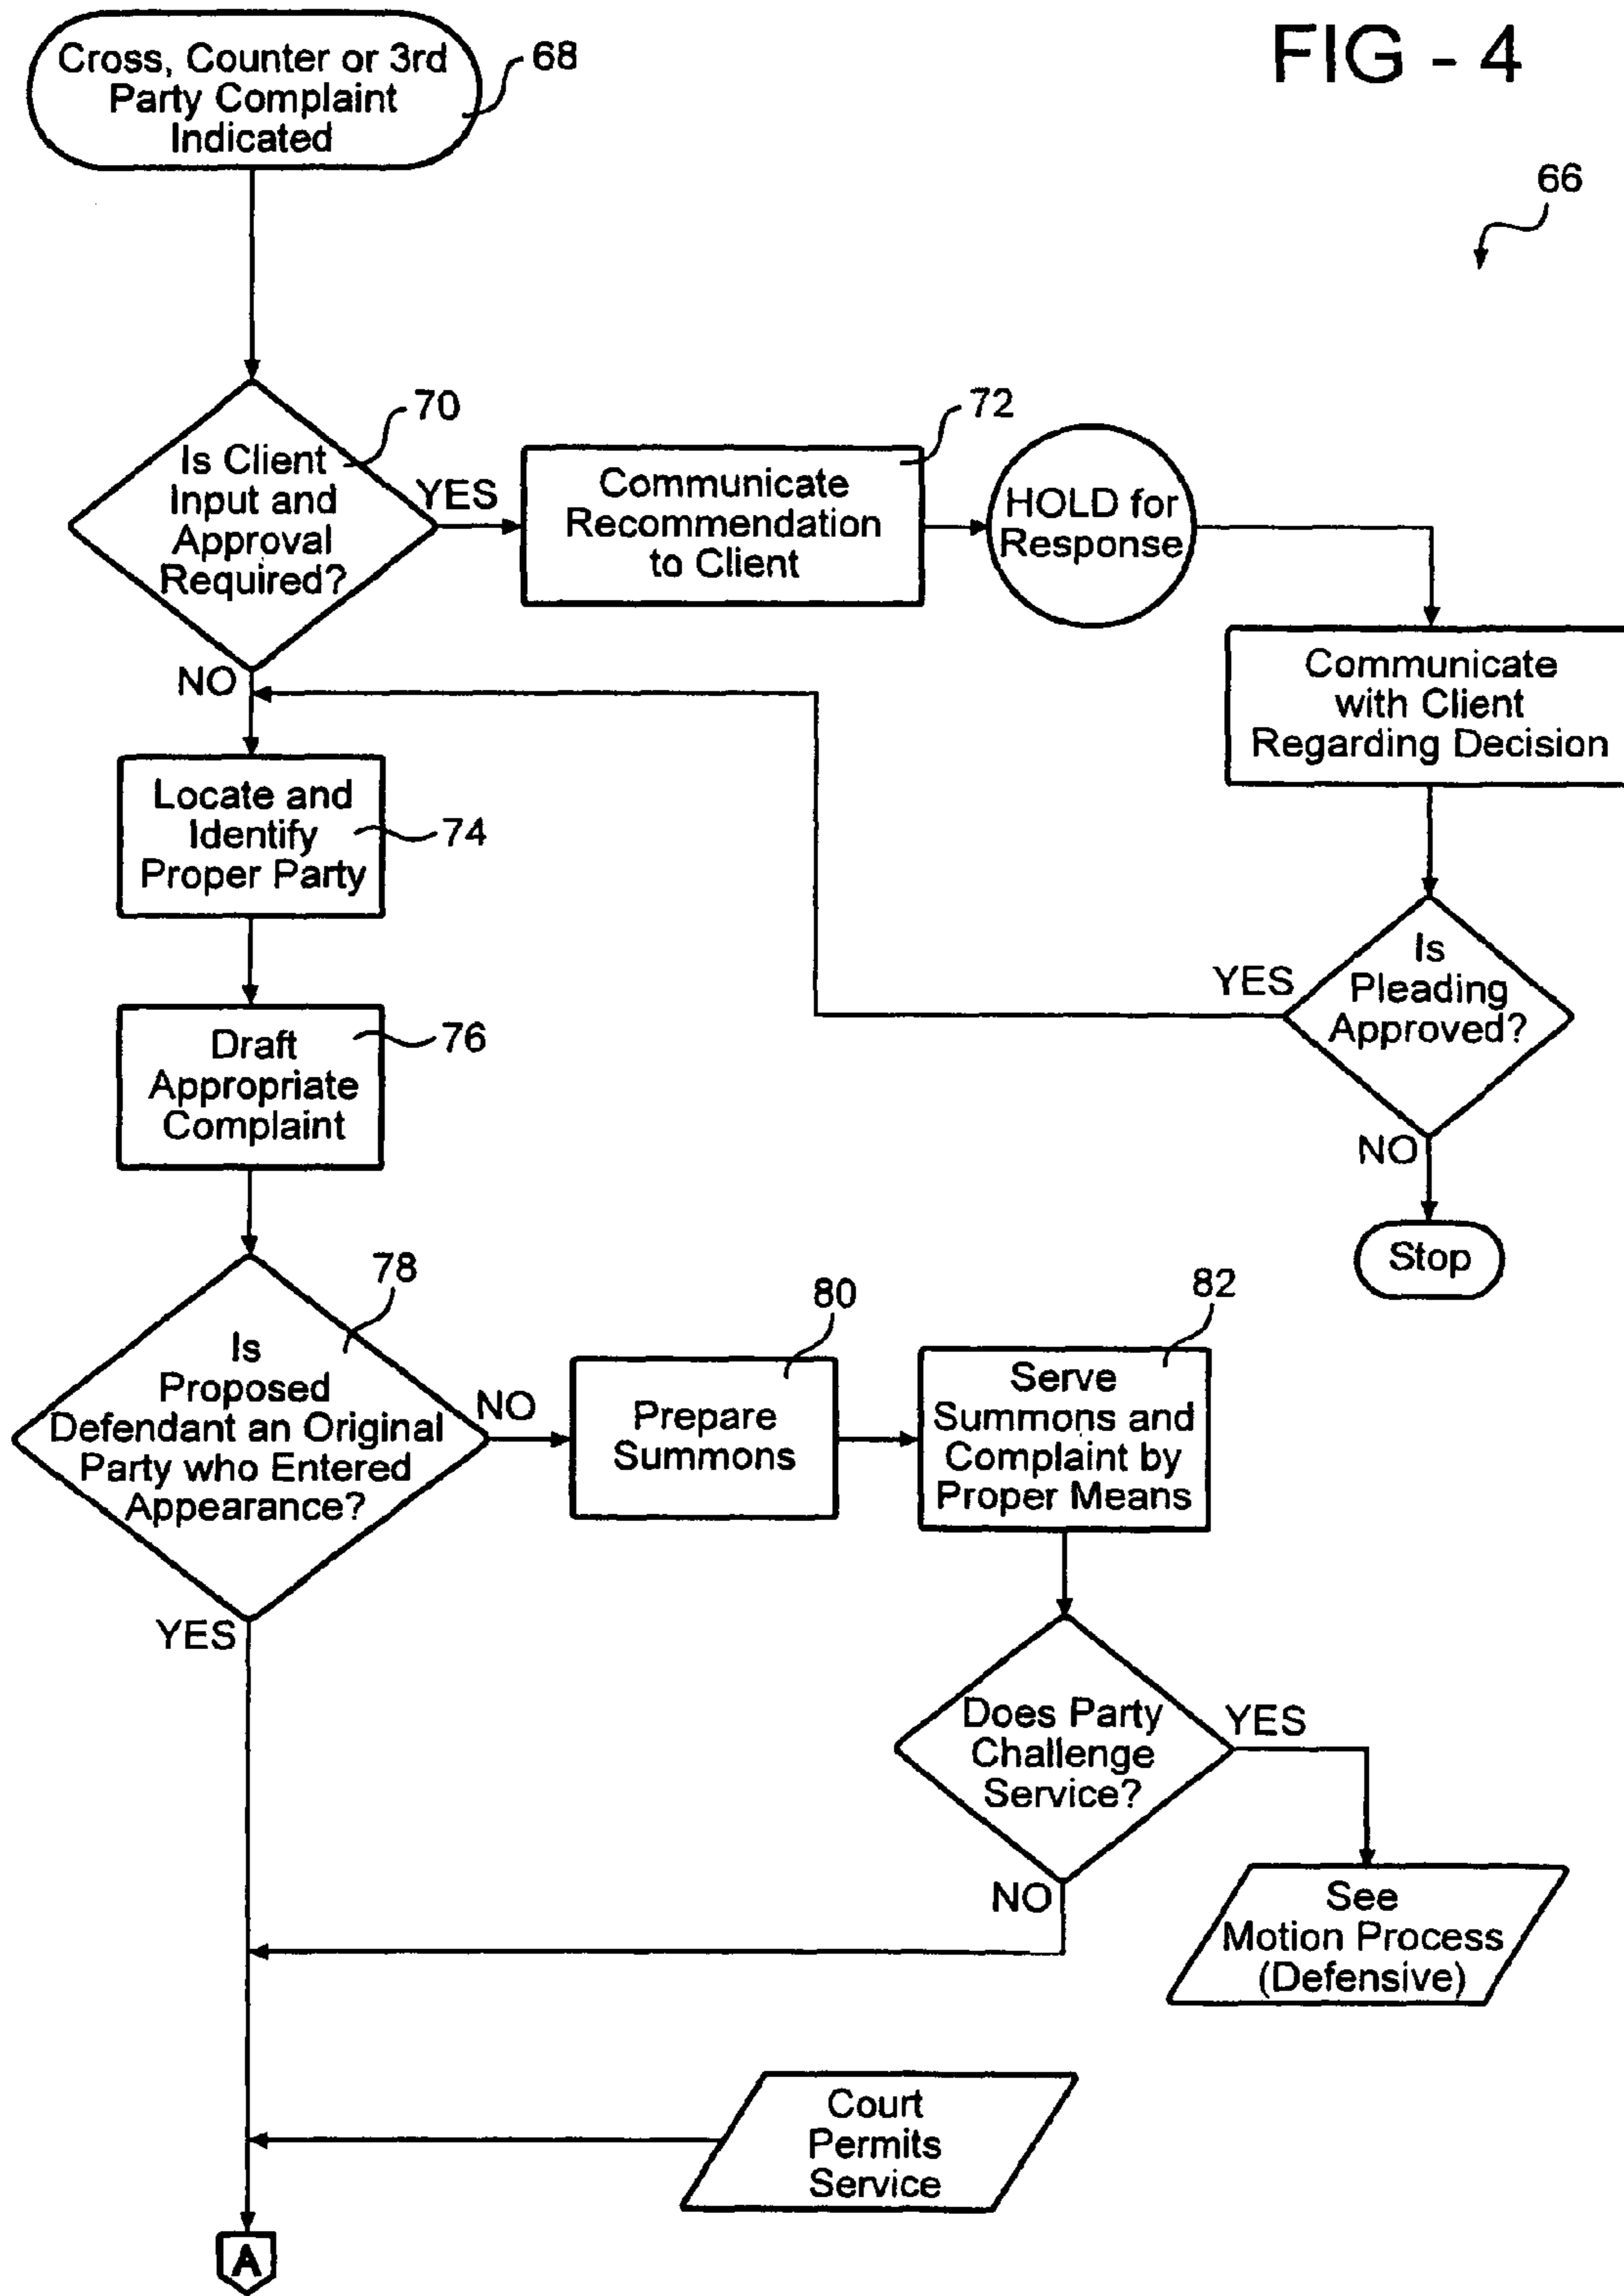 FIG - 4
Cross, Counter or 3rd
Party Complaint
Indicated
68
66
70
Is Client
Input and
Approval
Required?
YES
72
Communicate
Recommendation
to Client
HOLD for
Response
NO
Communicate
with Client
Regarding Decision
Locate and
Identify
Proper Party
74
Is
Pleading
Approved?
YES
NO
Stop
Draft
Appropriate
Complaint
76
78
Is
Proposed
Defendant an Original
Party who Entered
Appearance?
NO
80
Prepare
Summons
82
Serve
Summons and
Complaint by
Proper Means
YES
Does Party
Challenge
Service?
YES
NO
See
Motion Process
(Defensive)
Court
Permits
Service
A